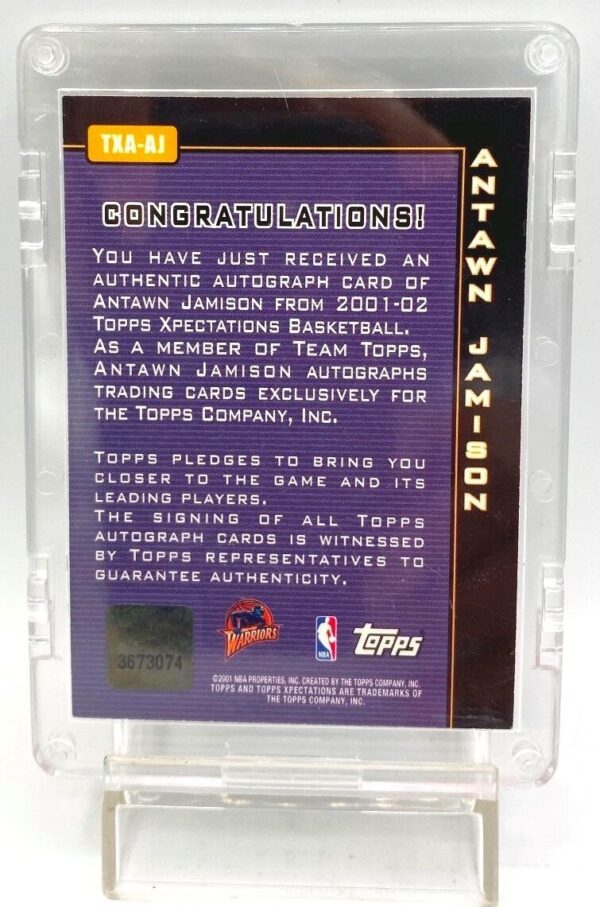 TXA-AJ
ANTAWN JAMISON
CONGRATULATIONS!
YOU HAVE JUST RECEIVED AN
AUTHENTIC AUTOGRAPH CARD OF
ANTAWN JAMISON FROM 2001-02
TOPPS XPECTATIONS BASKETBALL.
AS A MEMBER OF TEAM TOPPS,
ANTAWN JAMISON AUTOGRAPHS
TRADING CARDS EXCLUSIVELY FOR
THE TOPPS COMPANY, INC.
TOPPS PLEDGES TO BRING YOU
CLOSER TO THE GAME AND ITS
LEADING PLAYERS.
THE SIGNING OF ALL TOPPS
AUTOGRAPH CARDS IS WITNESSED
BY TOPPS REPRESENTATIVES TO
GUARANTEE AUTHENTICITY.
3673074
WARRIORS
NBA
Topps
©2001 NBA PROPERTIES, INC. CREATED BY THE TOPPS COMPANY, INC.
TOPPS AND TOPPS XPECTATIONS ARE TRADEMARKS OF
THE TOPPS COMPANY, INC.